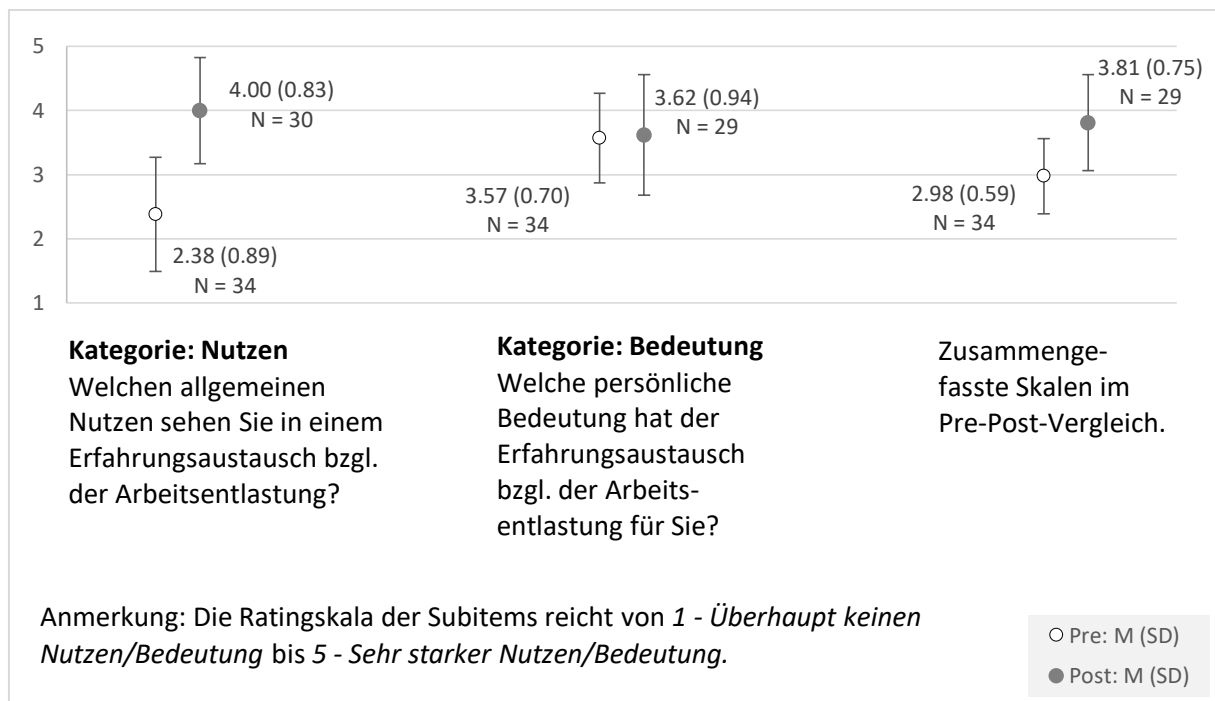 5
4
3
2
1
4.00 (0.83)
N = 30
2.38 (0.89)
N = 34
3.62 (0.94)
N = 29
3.57 (0.70)
N = 34
3.81 (0.75)
N = 29
2.98 (0.59)
N = 34
Kategorie: Nutzen
Welchen allgemeinen
Nutzen sehen Sie in einem
Erfahrungsaustausch bzgl.
der Arbeitsentlastung?
Kategorie: Bedeutung
Welche persönliche
Bedeutung hat der
Erfahrungsaustausch
bzgl. der Arbeits-
entlastung für Sie?
Zusammenge-
fasste Skalen im
Pre-Post-Vergleich.
Anmerkung: Die Ratingskala der Subitems reicht von 1 - Überhaupt keinen
Nutzen/Bedeutung bis 5 - Sehr starker Nutzen/Bedeutung.
Pre: M (SD)
Post: M (SD)